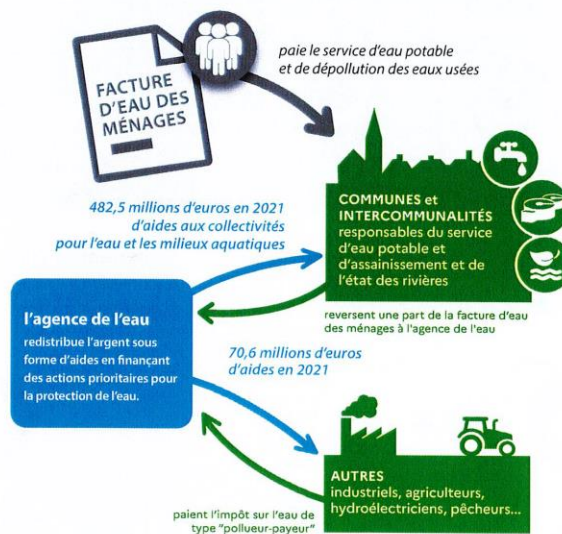 FACTURE
D'EAU DES
MÉNAGES
paie le service d'eau potable
et de dépollution des eaux usées
482,5 millions d'euros en 2021
d'aides aux collectivités
pour l'eau et les milieux aquatiques
COMMUNES et
INTERCOMMUNALITÉS
responsables du service
d'eau potable et
d'assainissement et de
l'état des rivières
reversent une part de la facture d'eau
des ménages à l'agence de l'eau
l'agence de l'eau
redistribue l'argent sous
forme d'aides en finançant
des actions prioritaires pour
la protection de l'eau.
70,6 millions d'euros
d'aides en 2021
AUTRES
industriels, agriculteurs,
hydroélectriciens, pêcheurs...
paient l'impôt sur l'eau de
type "pollueur-payeur"